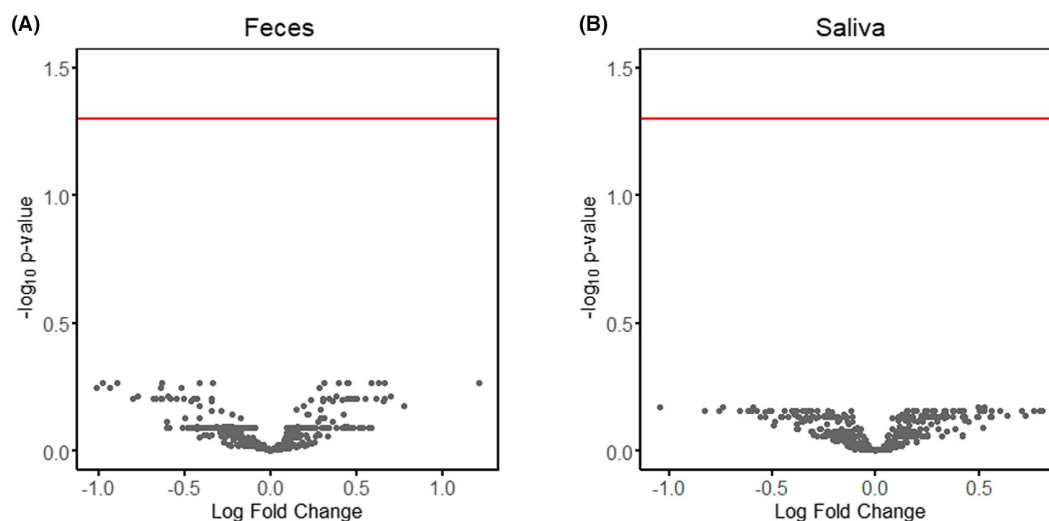 (A) Feces
1.5
1.0
0.5
0.0
-log10 p-value
-1.0 -0.5 0.0 0.5 1.0
Log Fold Change
(B) Saliva
1.5
1.0
0.5
0.0
-log10 p-value
-1.0 -0.5 0.0 0.5
Log Fold Change